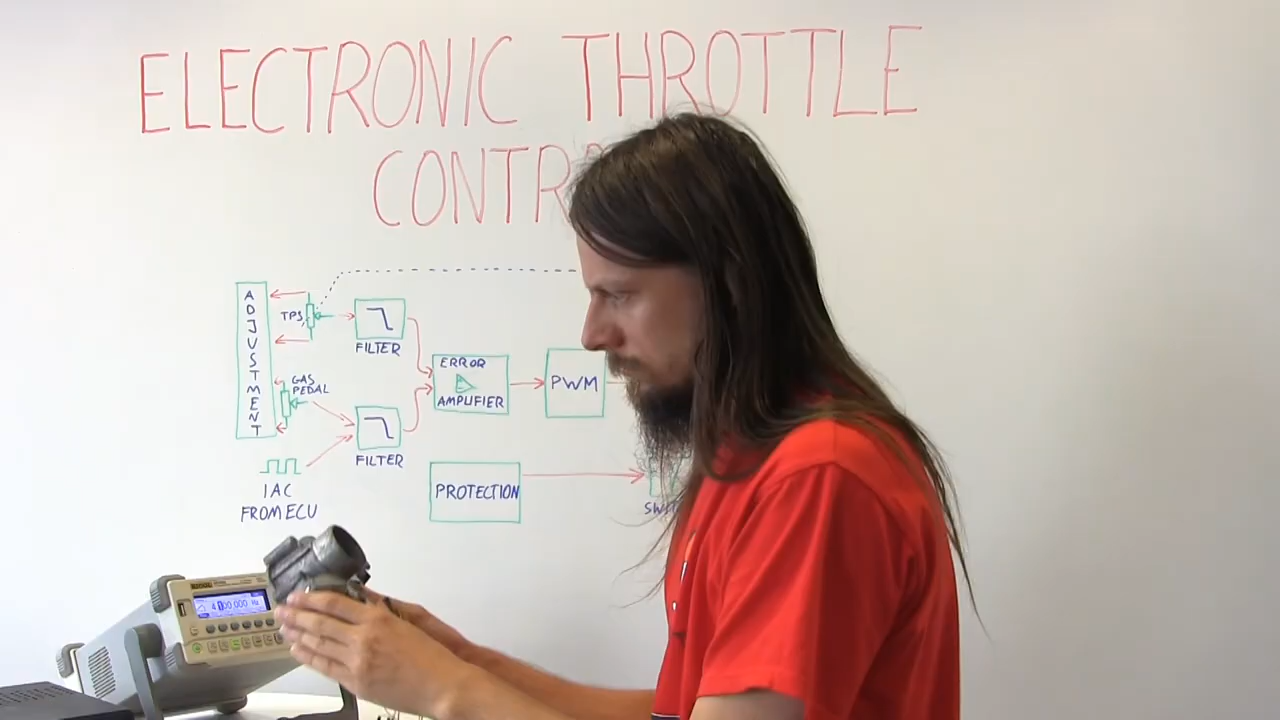 ELECTRONIC THROTTLE
CONTR
ADJUSTMENT
TPS
FILTER
GAS
PEDAL
FILTER
ERROR
AMPLIFIER
PWM
IAC
FROM ECU
PROTECTION